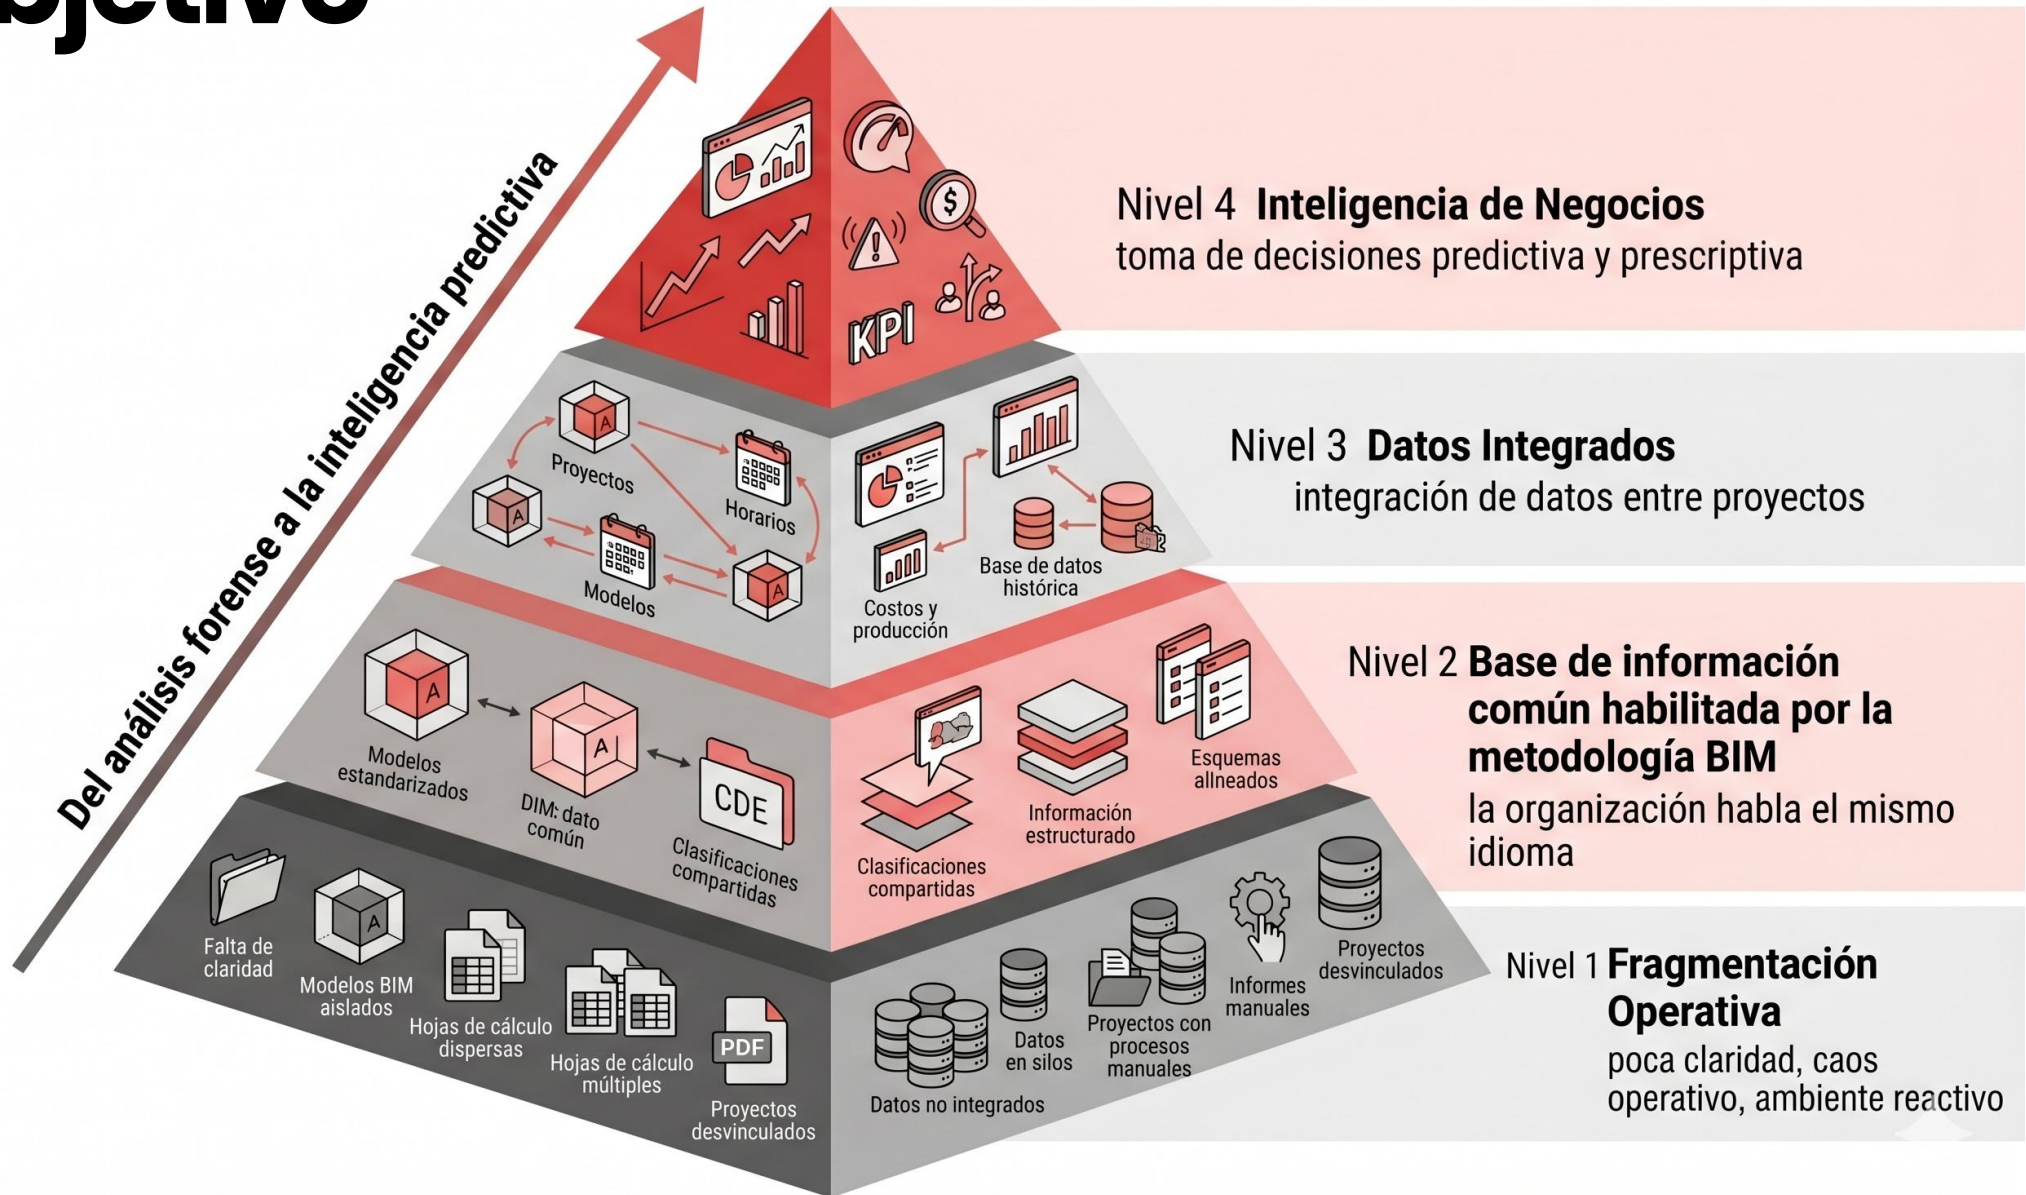 bjetivo
Del análisis forense a la inteligencia predictiva
KPI
Nivel 4 Inteligencia de Negocios
toma de decisiones predictiva y prescriptiva
A
Proyectos
A
Horarios
Modelos
A
Costos y
producción
Base de datos
histórica
Nivel 3 Datos Integrados
integración de datos entre proyectos
A
Modelos
estandarizados
A
DIM: dato
común
CDE
Clasificaciones
compartidas
Clasificaciones
compartidas
Información
estructurado
Esquemas
allneados
Nivel 2 Base de información
común habilitada por la
metodología BIM
la organización habla el mismo
idioma
Falta de
claridad
A
Modelos BIM
aislados
Hojas de cálculo
dispersas
Hojas de cálculo
múltiples
PDF
Proyectos
desvinculados
Datos no integrados
Datos
en silos
Proyectos con
procesos
manuales
Informes
manuales
Proyectos
desvinculados
Nivel 1 Fragmentación
Operativa
poca claridad, caos
operativo, ambiente reactivo